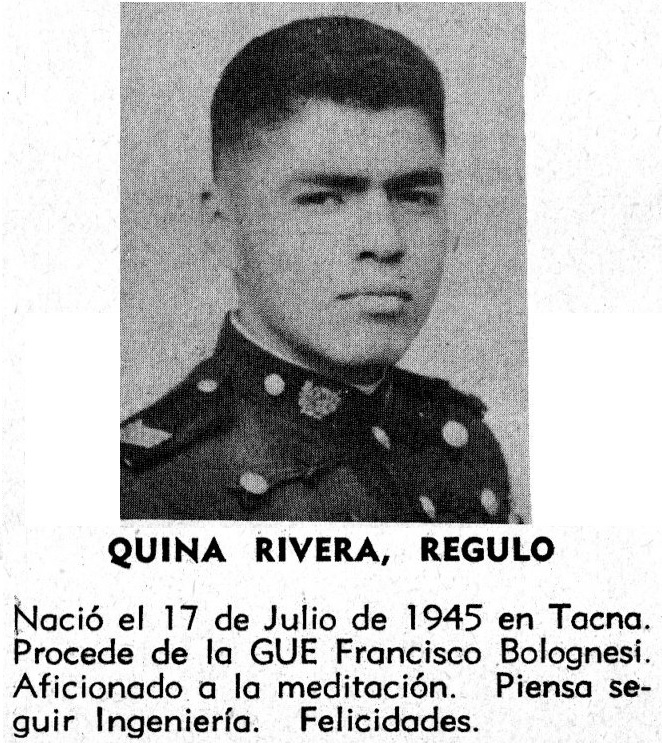 QUINA RIVERA, REGULO
Nació el 17 de Julio de 1945 en Tacna.
Procede de la GUE Francisco Bolognesi.
Aficionado a la meditación. Piensa se-
guir Ingeniería. Felicidades.